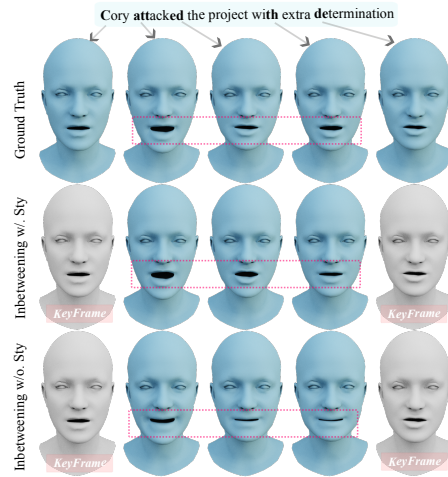 Cory attacked the project with extra determination
Ground Truth
Inbetweening w/. Sty
KeyFrame
KeyFrame
Inbetweening w/o. Sty
KeyFrame
KeyFrame